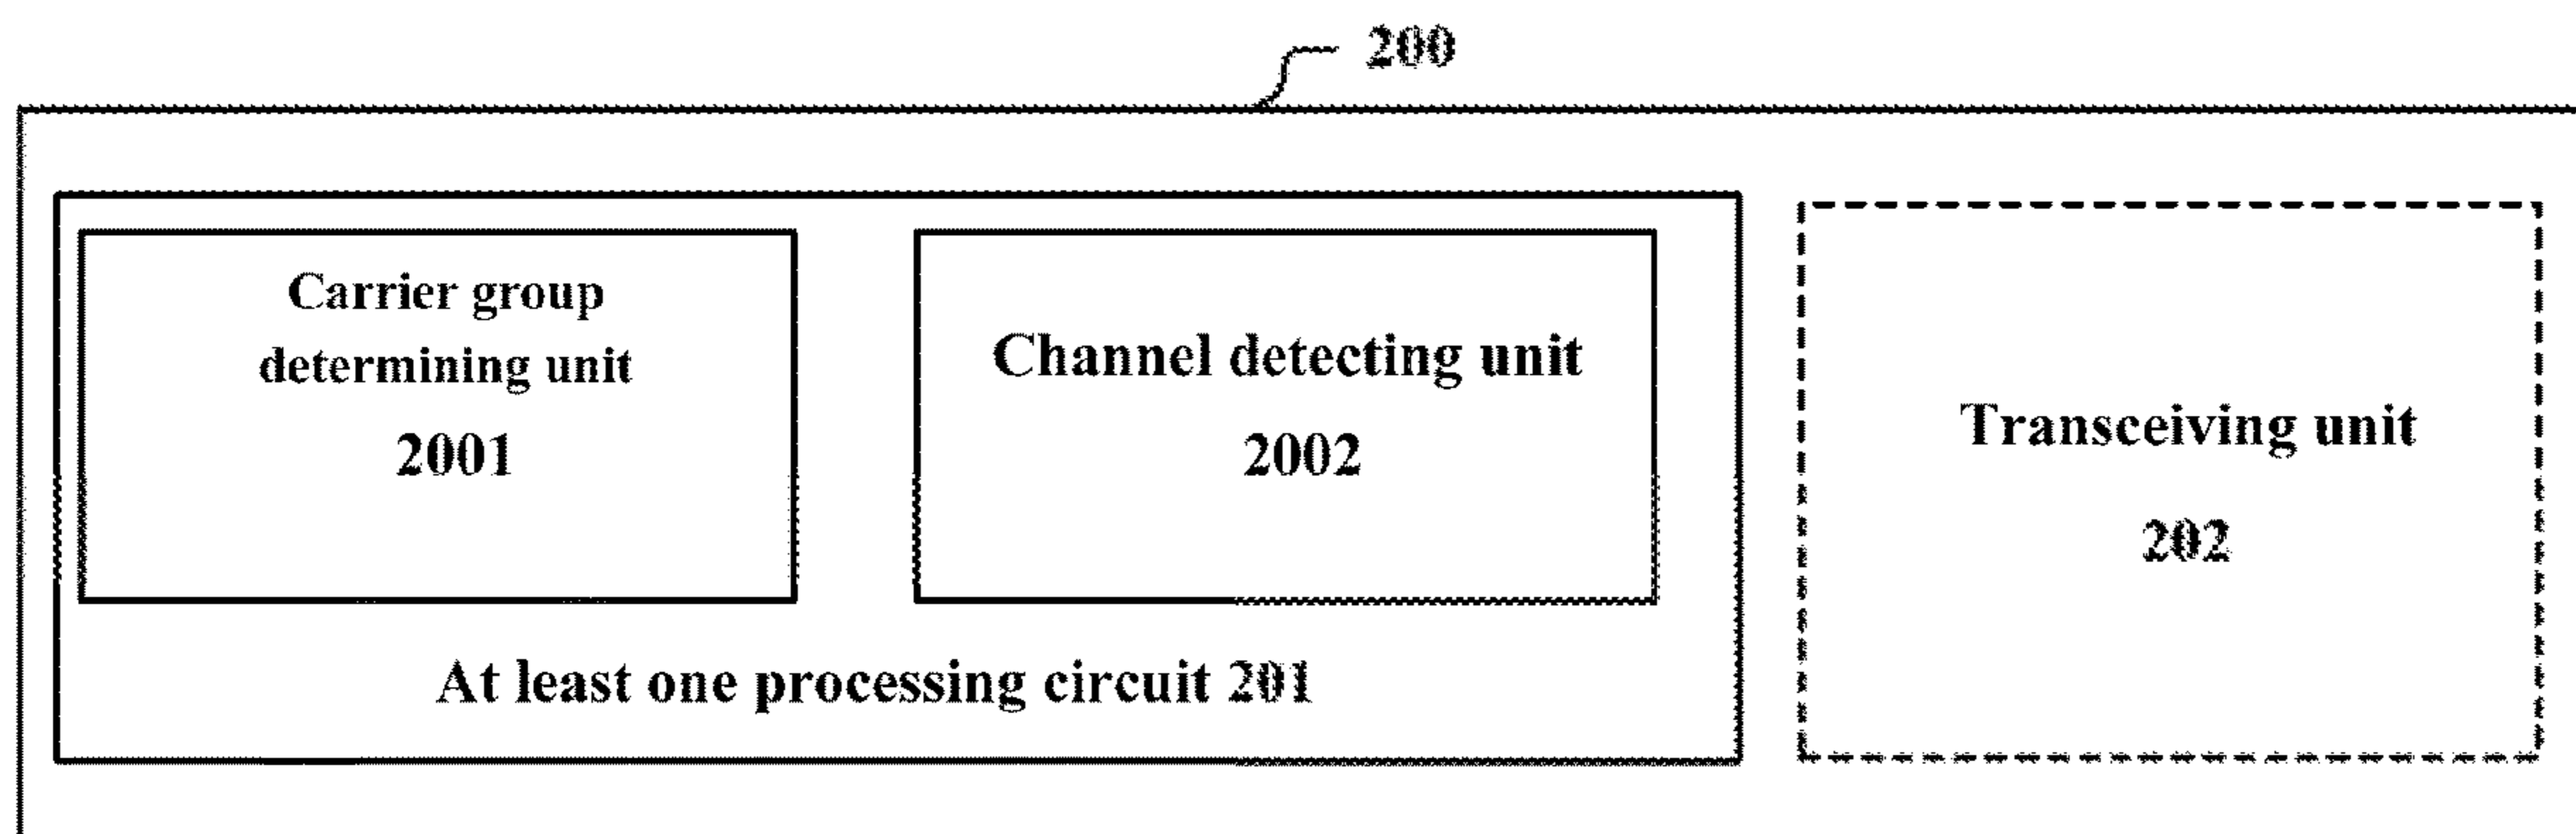 200
Carrier group
determining unit
2001
Channel detecting unit
2002
Transceiving unit
202
At least one processing circuit 201